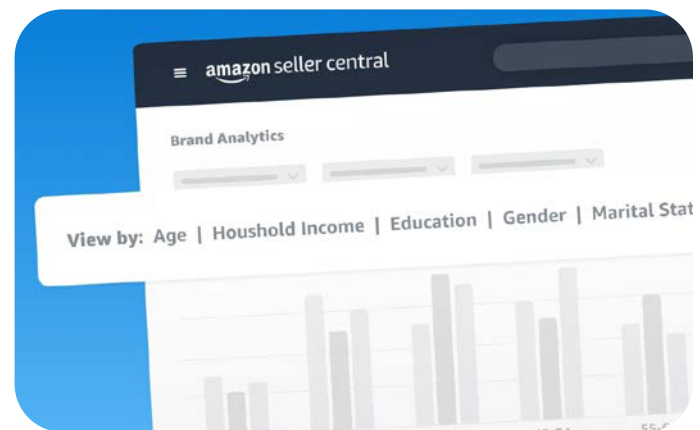 amazon seller central
Brand Analytics
View by: Age | Houshold Income | Education | Gender | Marital Stat